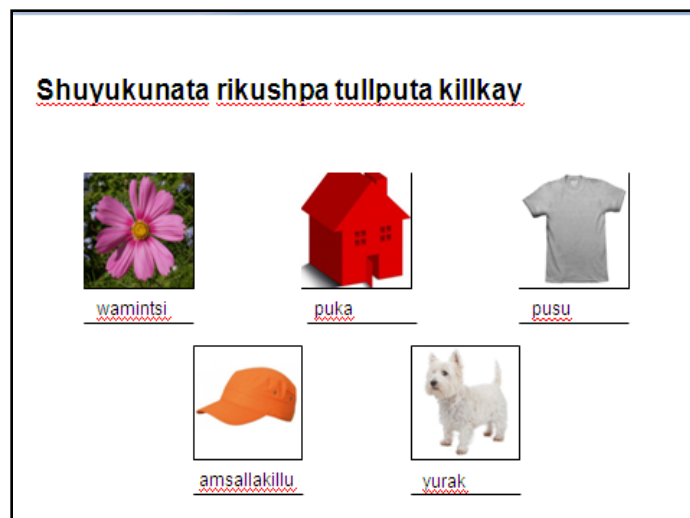 Shuyukunata rikushpa tullputa killkay
wamintsi
puka
pusu
amsallakillu
yurak